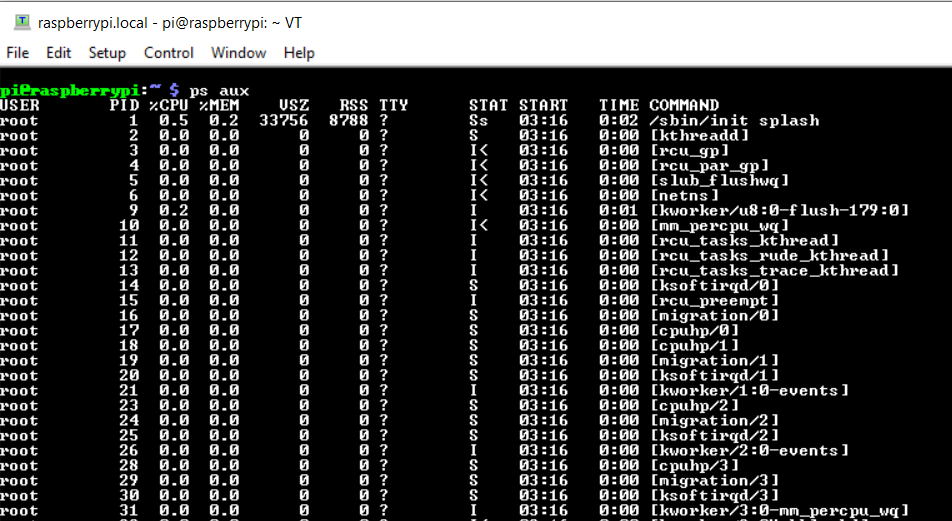 raspberrypi.local - pi@raspberrypi: ~ VT
File Edit Setup Control Window Help
pi@raspberrypi:~ $ ps aux
USER PID %CPU %MEM VSZ RSS TTY STAT START TIME COMMAND
root 1 0.5 0.2 33756 8788 ? Ss 03:16 0:02 /sbin/init splash
root 2 0.0 0.0 0 0 ? S 03:16 0:00 [kthreadd]
root 3 0.0 0.0 0 0 ? I< 03:16 0:00 [rcu_gp]
root 4 0.0 0.0 0 0 ? I< 03:16 0:00 [rcu_par_gp]
root 5 0.0 0.0 0 0 ? I< 03:16 0:00 [slub_flushwq]
root 6 0.0 0.0 0 0 ? I< 03:16 0:00 [netns]
root 9 0.2 0.0 0 0 ? I 03:16 0:01 [kworker/u8:0-flush-179:0]
root 10 0.0 0.0 0 0 ? I< 03:16 0:00 [mm_percpu_wq]
root 11 0.0 0.0 0 0 ? I 03:16 0:00 [rcu_tasks_kthread]
root 12 0.0 0.0 0 0 ? I 03:16 0:00 [rcu_tasks_rude_kthread]
root 13 0.0 0.0 0 0 ? I 03:16 0:00 [rcu_tasks_trace_kthread]
root 14 0.0 0.0 0 0 ? S 03:16 0:00 [ksoftirqd/0]
root 15 0.0 0.0 0 0 ? I 03:16 0:00 [rcu_preempt]
root 16 0.0 0.0 0 0 ? S 03:16 0:00 [migration/0]
root 17 0.0 0.0 0 0 ? S 03:16 0:00 [cpuhp/0]
root 18 0.0 0.0 0 0 ? S 03:16 0:00 [cpuhp/1]
root 19 0.0 0.0 0 0 ? S 03:16 0:00 [migration/1]
root 20 0.0 0.0 0 0 ? S 03:16 0:00 [ksoftirqd/1]
root 21 0.0 0.0 0 0 ? I 03:16 0:00 [kworker/1:0-events]
root 23 0.0 0.0 0 0 ? S 03:16 0:00 [cpuhp/2]
root 24 0.0 0.0 0 0 ? S 03:16 0:00 [migration/2]
root 25 0.0 0.0 0 0 ? S 03:16 0:00 [ksoftirqd/2]
root 26 0.0 0.0 0 0 ? I 03:16 0:00 [kworker/2:0-events]
root 28 0.0 0.0 0 0 ? S 03:16 0:00 [cpuhp/3]
root 29 0.0 0.0 0 0 ? S 03:16 0:00 [migration/3]
root 30 0.0 0.0 0 0 ? S 03:16 0:00 [ksoftirqd/3]
root 31 0.0 0.0 0 0 ? I 03:16 0:00 [kworker/3:0-mm_percpu_wq]